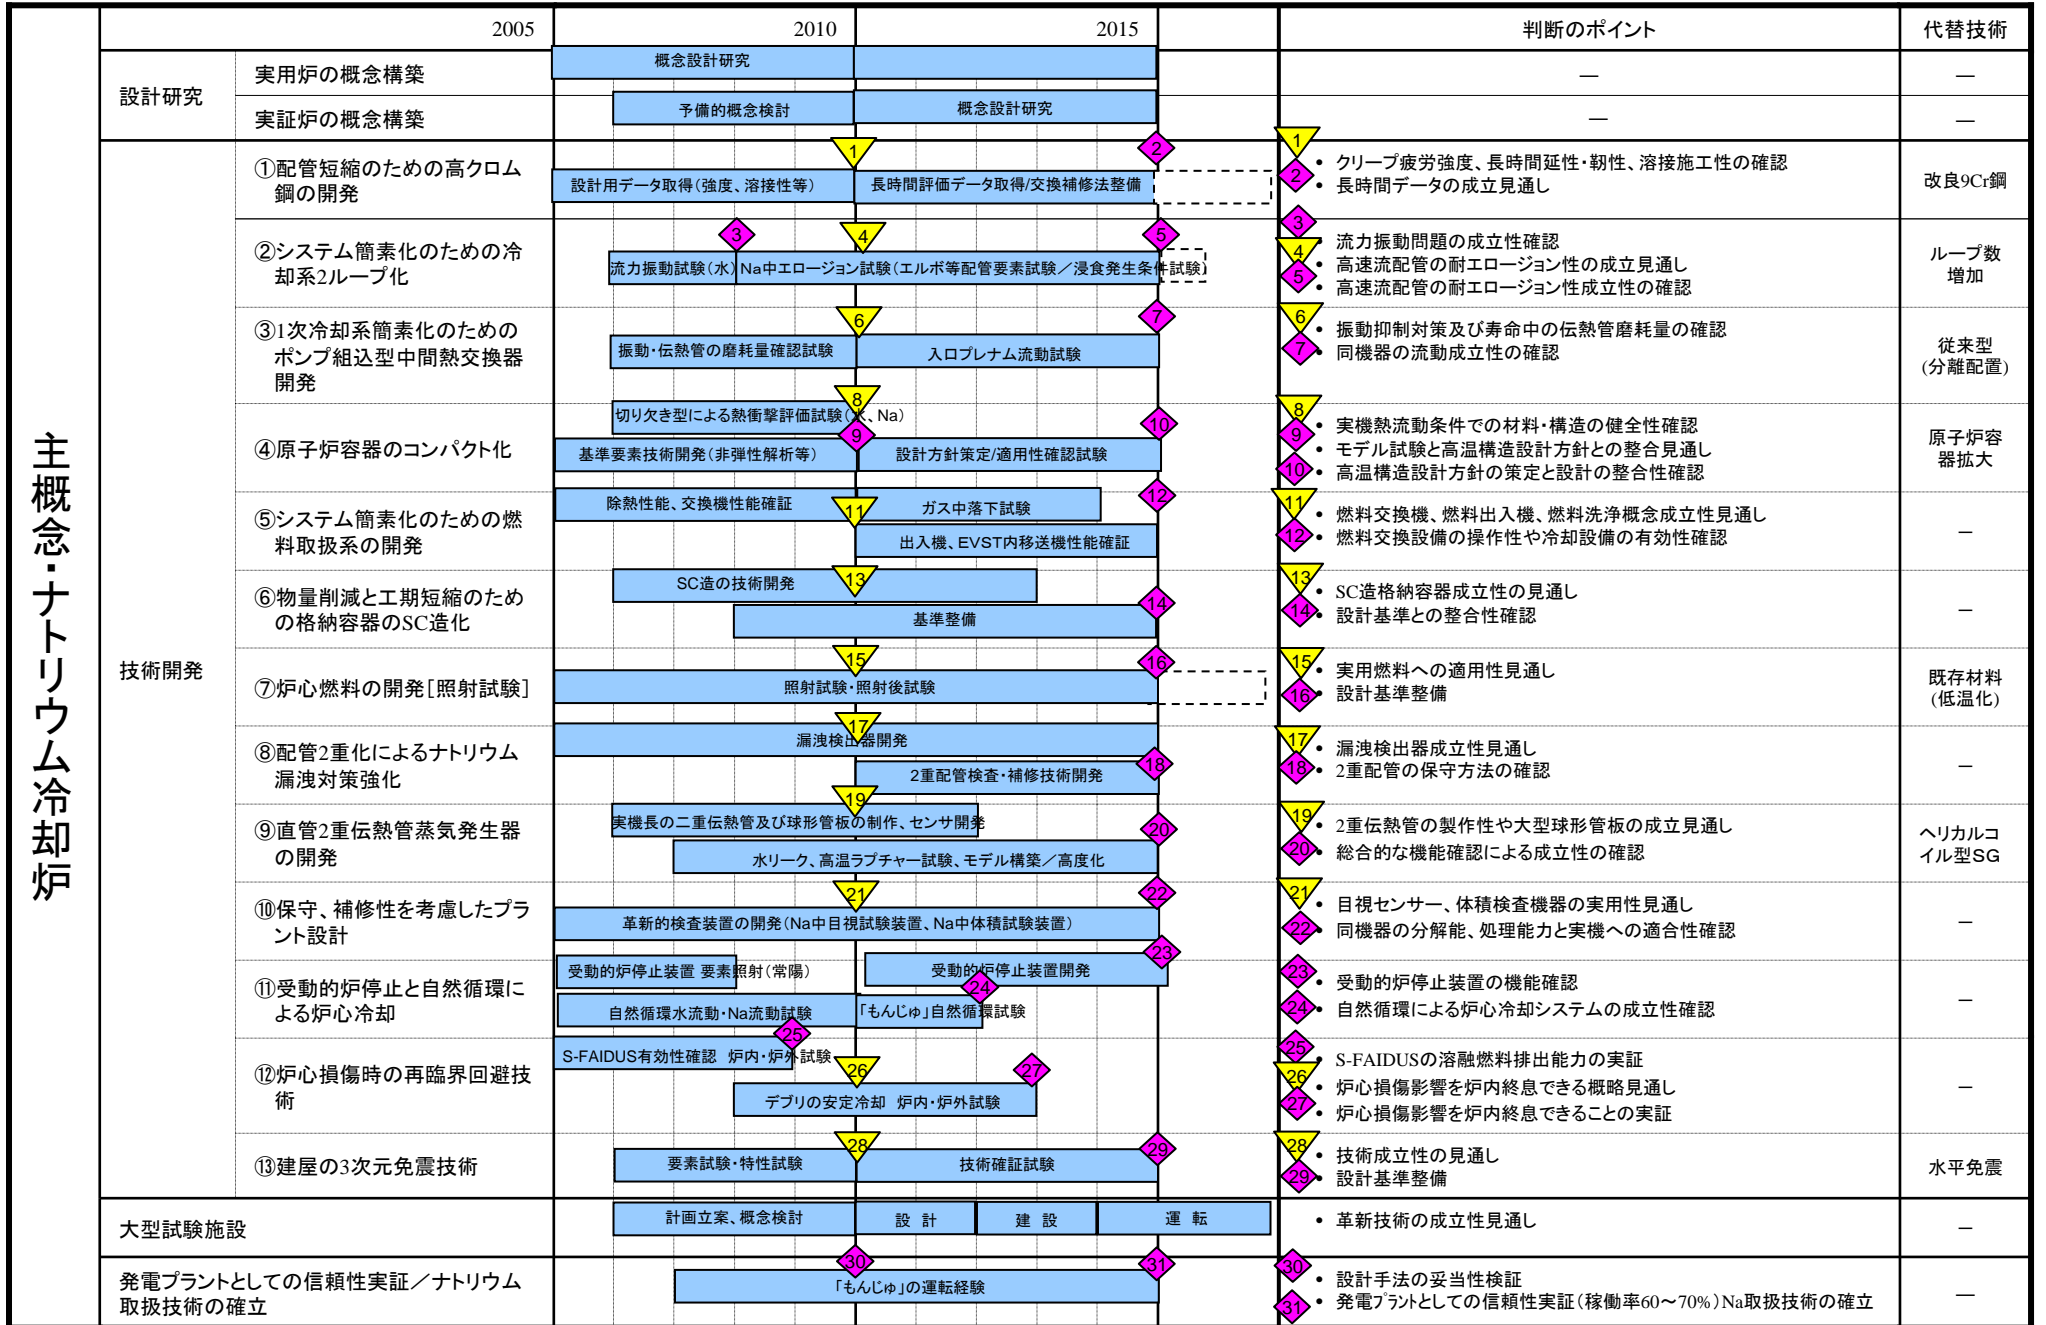 2005
2010
2015
判断のポイント
代替技術
主概念・ナトリウム冷却炉
設計研究
実用炉の概念構築
概念設計研究
―
―
実証炉の概念構築
予備的概念検討
概念設計研究
―
―
技術開発
①配管短縮のための高クロム
鋼の開発
1
2
設計用データ取得(強度、溶接性等)
長時間評価データ取得/交換補修法整備
1
2
• クリープ疲労強度、長時間延性・靭性、溶接施工性の確認
• 長時間データの成立見通し
改良9Cr鋼
②システム簡素化のための冷
却系2ループ化
3
4
5
流力振動試験(水)
Na中エロージョン試験(エルボ等配管要素試験/浸食発生条件試験)
3
4
5
• 流力振動問題の成立性確認
• 高速流配管の耐エロージョン性の成立見通し
• 高速流配管の耐エロージョン性成立性の確認
ループ数
増加
③1次冷却系簡素化のための
ポンプ組込型中間熱交換器
開発
6
7
振動・伝熱管の磨耗量確認試験
入口プレナム流動試験
6
7
• 振動抑制対策及び寿命中の伝熱管磨耗量の確認
• 同機器の流動成立性の確認
従来型
(分離配置)
④原子炉容器のコンパクト化
8
切り欠き型による熱衝撃評価試験(水、Na)
9
10
基準要素技術開発(非弾性解析等)
設計方針策定/適用性確認試験
8
9
10
• 実機熱流動条件での材料・構造の健全性確認
• モデル試験と高温構造設計方針との整合見通し
• 高温構造設計方針の策定と設計の整合性確認
原子炉容
器拡大
⑤システム簡素化のための燃
料取扱系の開発
除熱性能、交換機性能確証
11
ガス中落下試験
12
出入機、EVST内移送機性能確証
11
12
• 燃料交換機、燃料出入機、燃料洗浄概念成立性見通し
• 燃料交換設備の操作性や冷却設備の有効性確認
―
⑥物量削減と工期短縮のため
の格納容器のSC造化
SC造の技術開発
13
14
基準整備
13
14
• SC造格納容器成立性の見通し
• 設計基準との整合性確認
―
⑦炉心燃料の開発[照射試験]
15
16
照射試験・照射後試験
15
16
• 実用燃料への適用性見通し
• 設計基準整備
既存材料
(低温化)
⑧配管2重化によるナトリウム
漏洩対策強化
17
漏洩検出器開発
18
2重配管検査・補修技術開発
17
18
• 漏洩検出器成立性見通し
• 2重配管の保守方法の確認
―
⑨直管2重伝熱管蒸気発生器
の開発
19
実機長の二重伝熱管及び球形管板の制作、センサ開発
20
水リーク、高温ラプチャー試験、モデル構築/高度化
19
20
• 2重伝熱管の製作性や大型球形管板の成立見通し
• 総合的な機能確認による成立性の確認
ヘリカルコ
イル型SG
⑩保守、補修性を考慮したプラ
ント設計
21
22
革新的検査装置の開発(Na中目視試験装置、Na中体積試験装置)
21
22
• 目視センサー、体積検査機器の実用性見通し
• 同機器の分解能、処理能力と実機への適合性確認
―
⑪受動的炉停止と自然循環に
よる炉心冷却
23
受動的炉停止装置 要素照射(常陽)
受動的炉停止装置開発
24
自然循環水流動・Na流動試験
「もんじゅ」自然循環試験
23
24
• 受動的炉停止装置の機能確認
• 自然循環による炉心冷却システムの成立性確認
―
⑫炉心損傷時の再臨界回避技
術
25
S-FAIDUS有効性確認 炉内・炉外試験
26
27
デブリの安定冷却 炉内・炉外試験
25
26
27
• S-FAIDUSの溶融燃料排出能力の実証
• 炉心損傷影響を炉内終息できる概略見通し
• 炉心損傷影響を炉内終息できることの実証
―
⑬建屋の3次元免震技術
28
29
要素試験・特性試験
技術確証試験
28
29
• 技術成立性の見通し
• 設計基準整備
水平免震
大型試験施設
計画立案、概念検討
設 計
建 設
運 転
• 革新技術の成立性見通し
―
発電プラントとしての信頼性実証/ナトリウム
取扱技術の確立
30
31
「もんじゅ」の運転経験
30
31
• 設計手法の妥当性検証
• 発電プラントとしての信頼性実証(稼働率60~70%)Na取扱技術の確立
―